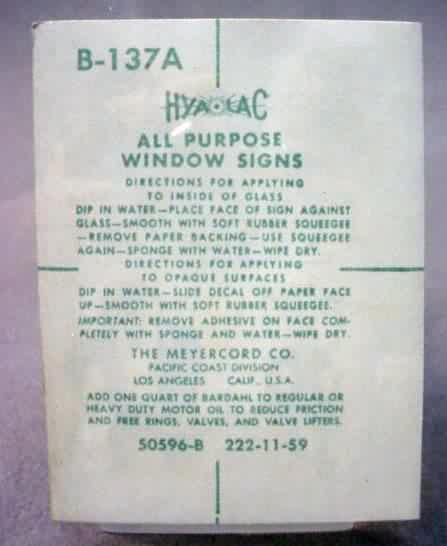 B-137A
HYA-LAC
ALL PURPOSE
WINDOW SIGNS
DIRECTIONS FOR APPLYING
TO INSIDE OF GLASS
DIP IN WATER—PLACE FACE OF SIGN AGAINST
GLASS—SMOOTH WITH SOFT RUBBER SQUEEGEE
—REMOVE PAPER BACKING—USE SQUEEGEE
AGAIN—SPONGE WITH WATER—WIPE DRY.
DIRECTIONS FOR APPLYING
TO OPAQUE SURFACES
DIP IN WATER—SLIDE DECAL OFF PAPER FACE
UP—SMOOTH WITH SOFT RUBBER SQUEEGEE.
IMPORTANT: REMOVE ADHESIVE ON FACE COM-
PLETELY WITH SPONGE AND WATER—WIPE DRY.
THE MEYERCORD CO.
PACIFIC COAST DIVISION
LOS ANGELES CALIF., U.S.A.
ADD ONE QUART OF BARDAHL TO REGULAR OR
HEAVY DUTY MOTOR OIL TO REDUCE FRICTION
AND FREE RINGS, VALVES, AND VALVE LIFTERS.
50596-B 222-11-59